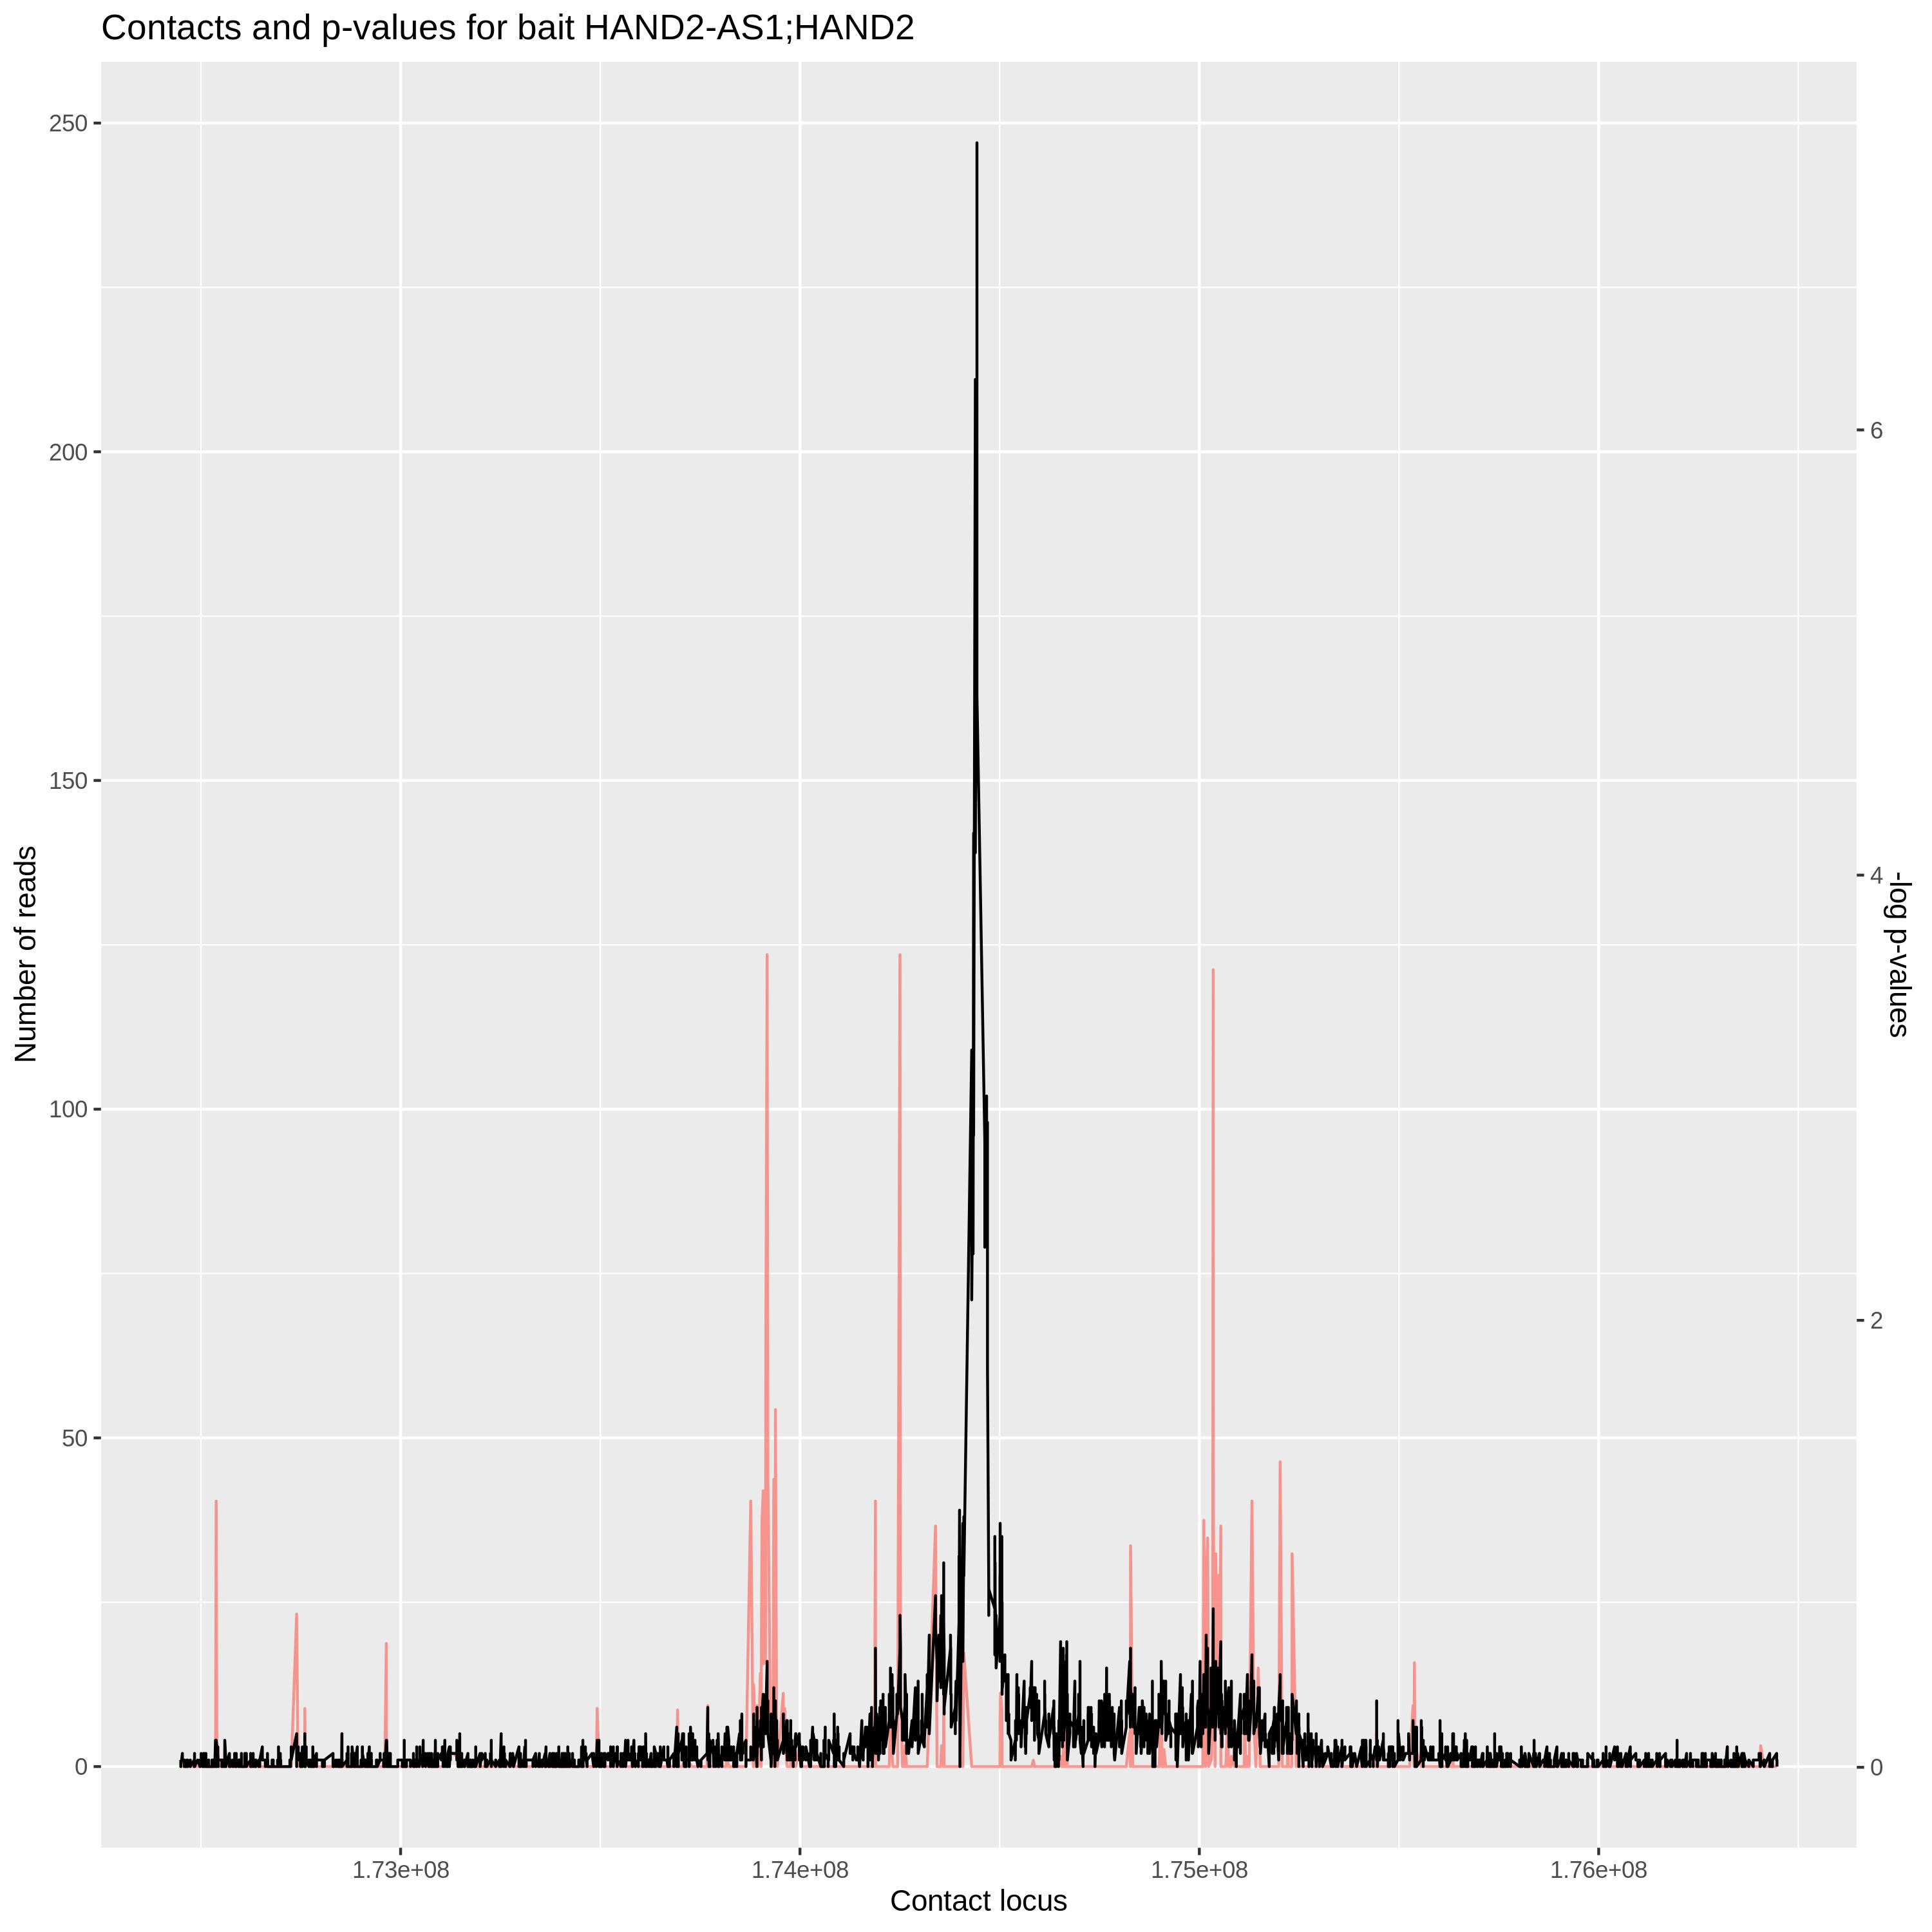 Contacts and p-values for bait HAND2-AS1;HAND2
250
200
150
100
50
0
Number of reads
6
4
2
0
-log p-values
1.73e+08
1.74e+08
1.75e+08
1.76e+08
Contact locus